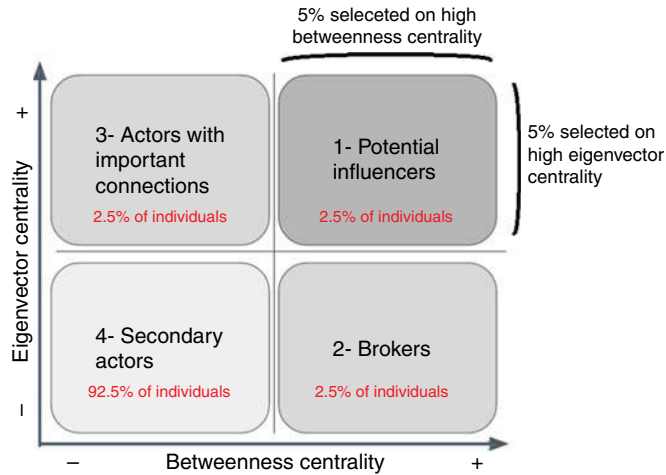 5% seleceted on high
betweenness centrality
Eigenvector centrality
+
–
3- Actors with
important
connections
2.5% of individuals
1- Potential
influencers
2.5% of individuals
5% selected on
high eigenvector
centrality
4- Secondary
actors
92.5% of individuals
2- Brokers
2.5% of individuals
–
Betweenness centrality
+